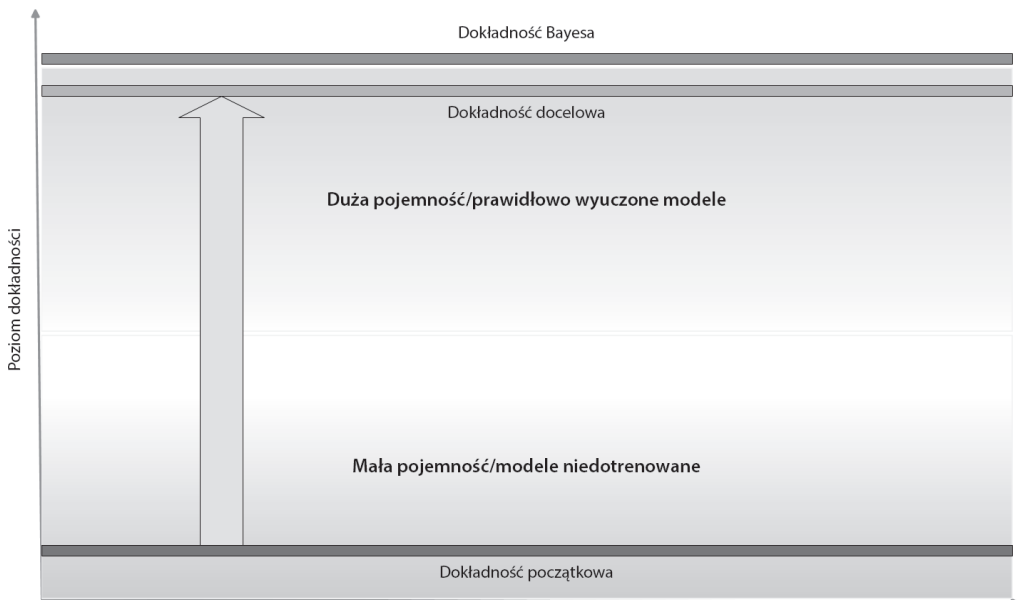 Dokładność Bayesa
Dokładność docelowa
Duża pojemność/prawidłowo wyuczone modele
Poziom dokładności
Mała pojemność/modele niedotrenowane
Dokładność początkowa